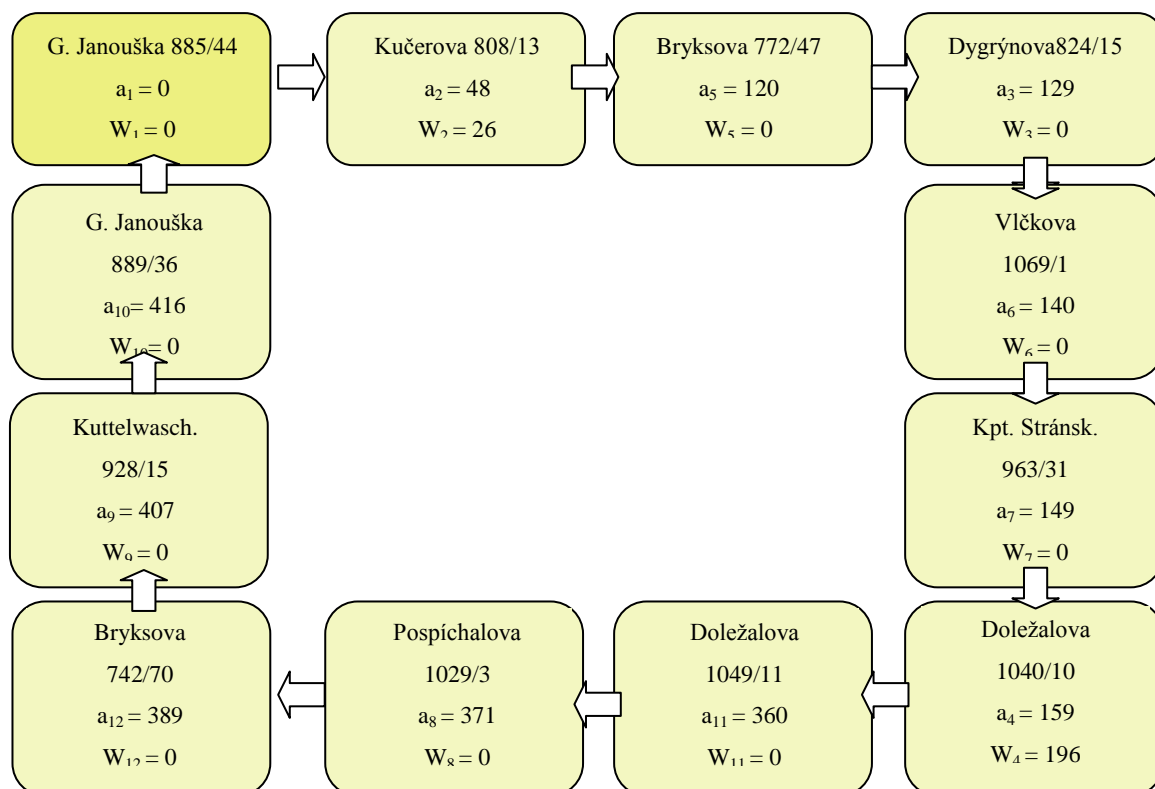 G. Janouška 885/44
a₁ = 0
W₁ = 0
Kučerova 808/13
a₂ = 48
W₂ = 26
Bryksova 772/47
a₅ = 120
W₅ = 0
Dygrýnova824/15
a₃ = 129
W₃ = 0
Vlčkova
1069/1
a₆ = 140
W₆ = 0
Kpt. Stránsk.
963/31
a₇ = 149
W₇ = 0
Doležalova
1040/10
a₄ = 159
W₄ = 196
Doležalova
1049/11
a₁₁ = 360
W₁₁ = 0
Pospíchalova
1029/3
a₈ = 371
W₈ = 0
Bryksova
742/70
a₁₂ = 389
W₁₂ = 0
Kuttelwasch.
928/15
a₉ = 407
W₉ = 0
G. Janouška
889/36
a₁₀= 416
W₁₀= 0